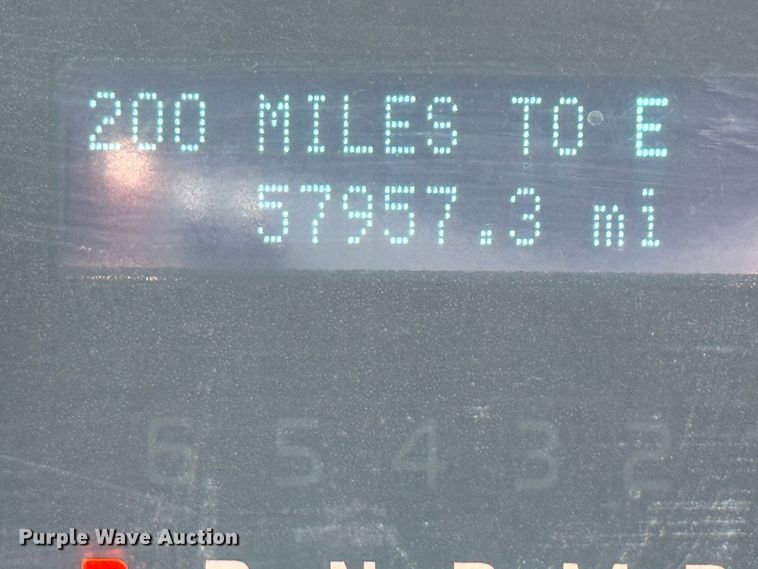 200 MILES TO E
57957.3 mi
6 5 4 3 2
Purple Wave Auction